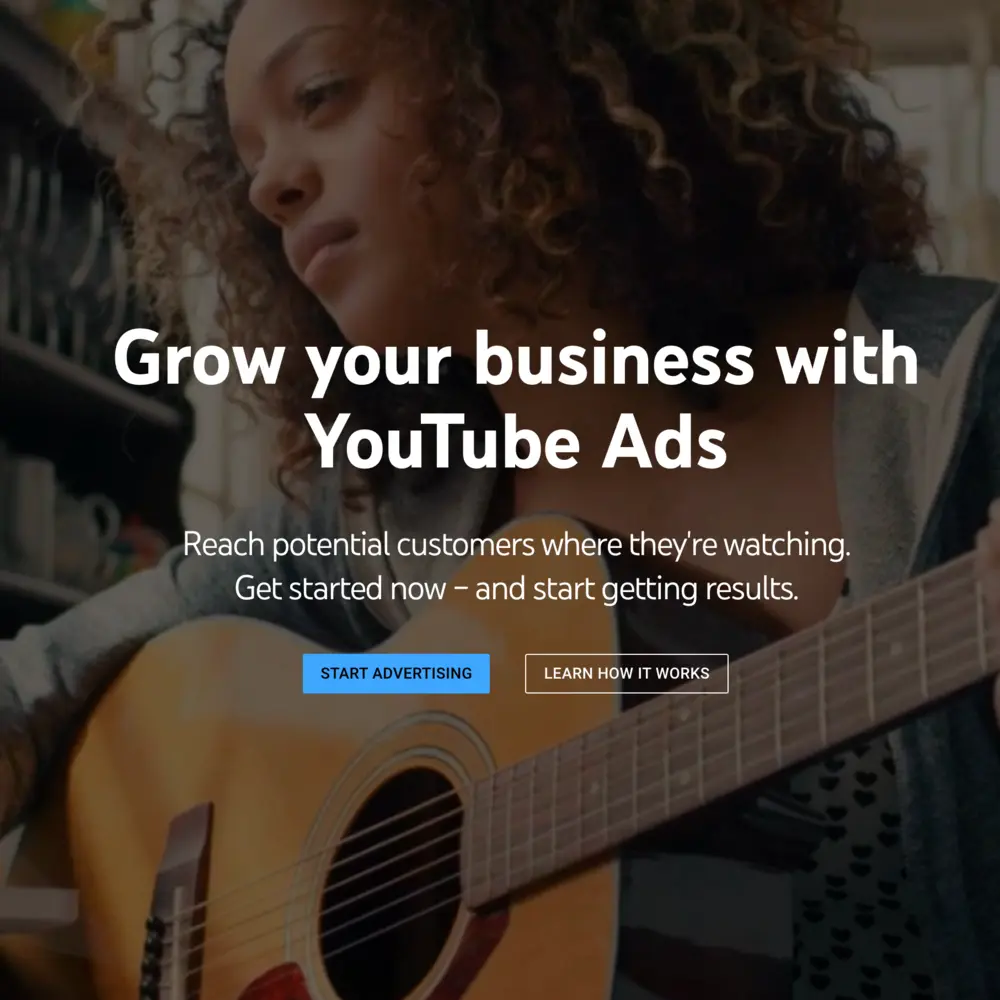 Grow your business with
YouTube Ads
Reach potential customers where they're watching.
Get started now – and start getting results.
START ADVERTISING
LEARN HOW IT WORKS